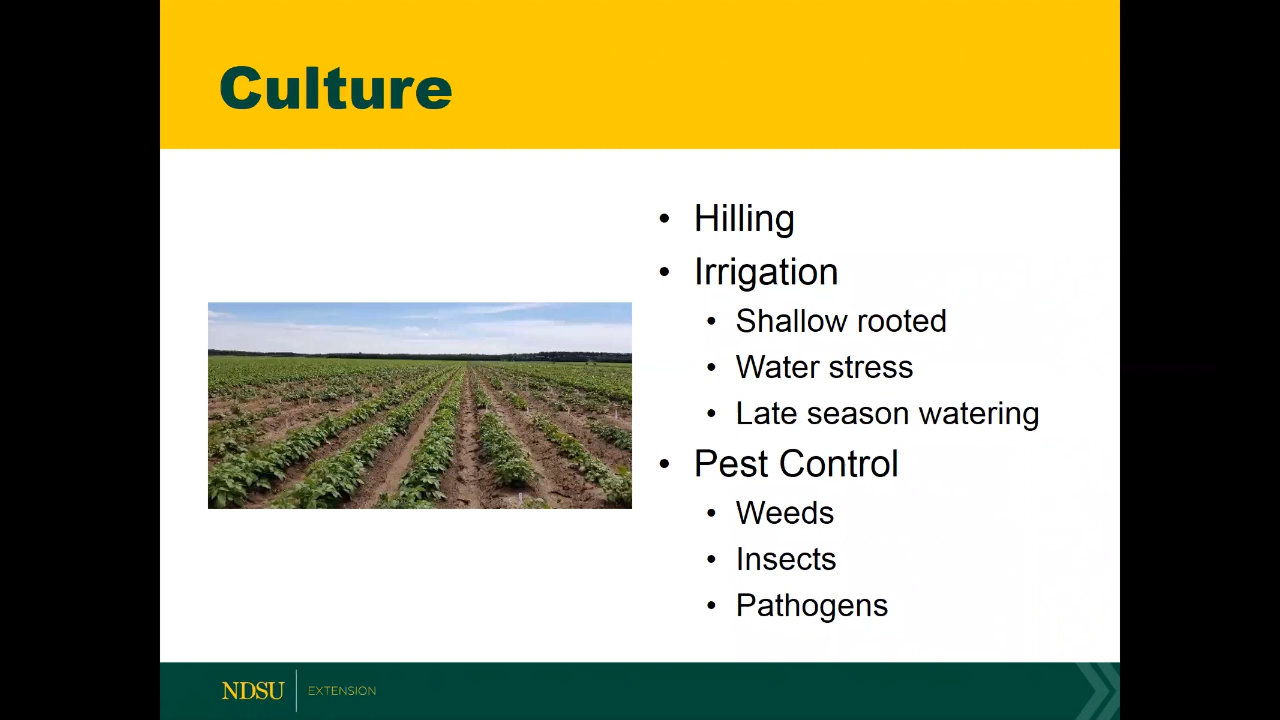 Culture
• Hilling
• Irrigation
• Shallow rooted
• Water stress
• Late season watering
• Pest Control
• Weeds
• Insects
• Pathogens
NDSU EXTENSION